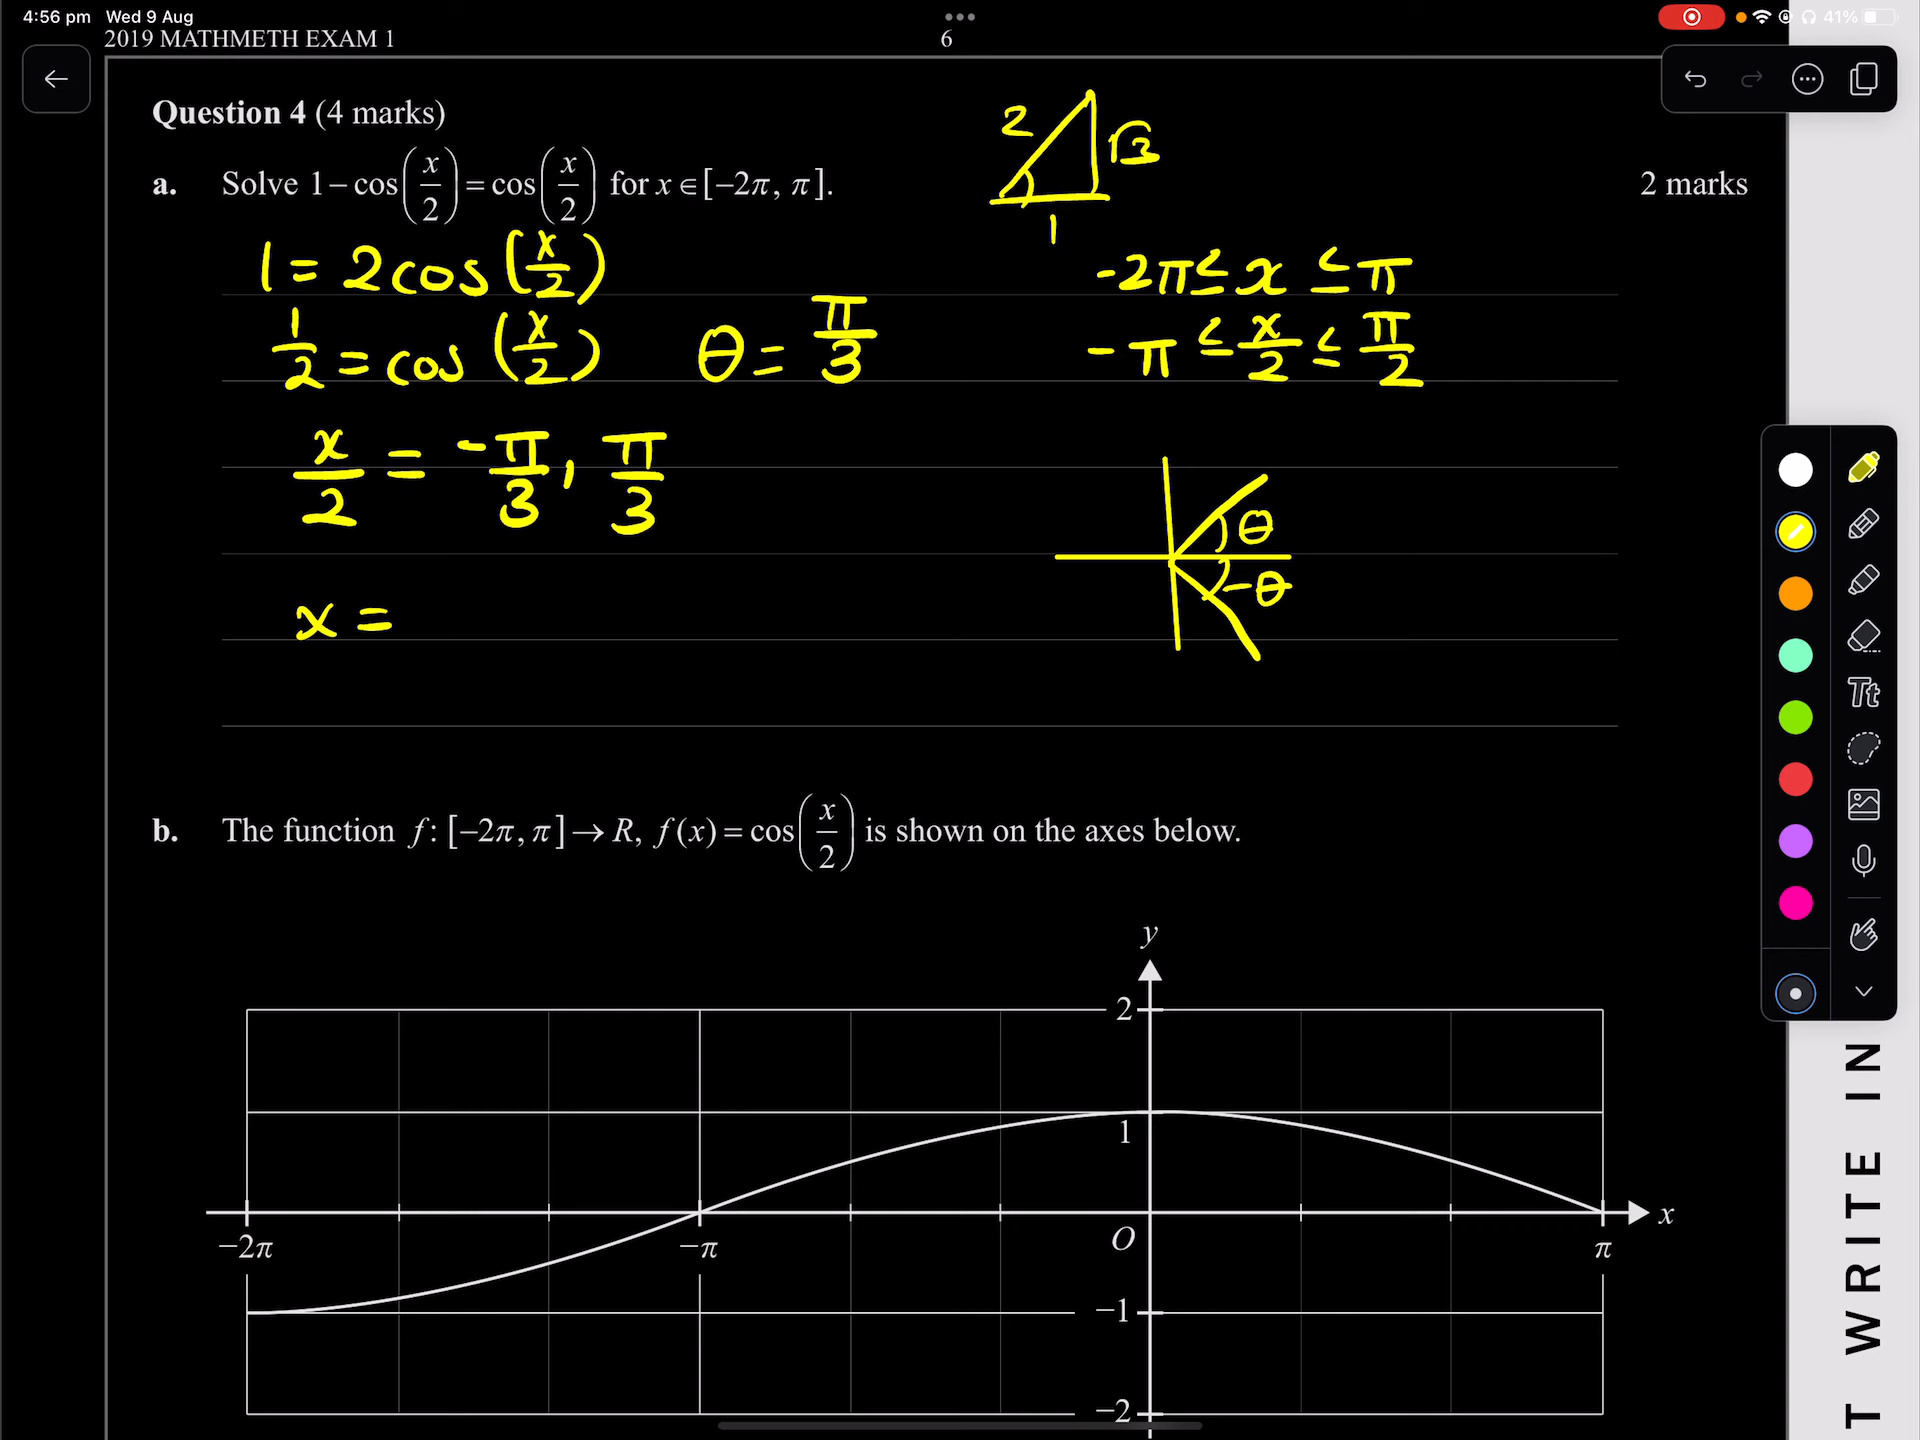 4:56 pm Wed 9 Aug
41%
2019 MATHMETH EXAM 1
6
Question 4 (4 marks)
a. Solve 1 − cos(x/2) = cos(x/2) for x ∈ [−2π, π].
2 marks
2
√3
1
1 = 2cos(x/2)
-2π ≤ x ≤ π
1/2 = cos(x/2)
θ = π/3
-π ≤ x/2 ≤ π/2
x/2 = -π/3, π/3
θ
-θ
x =
b. The function f: [−2π, π] → R, f(x) = cos(x/2) is shown on the axes below.
y
2
1
−2π
−π
O
π
x
−1
−2
Tt
T WRITE IN